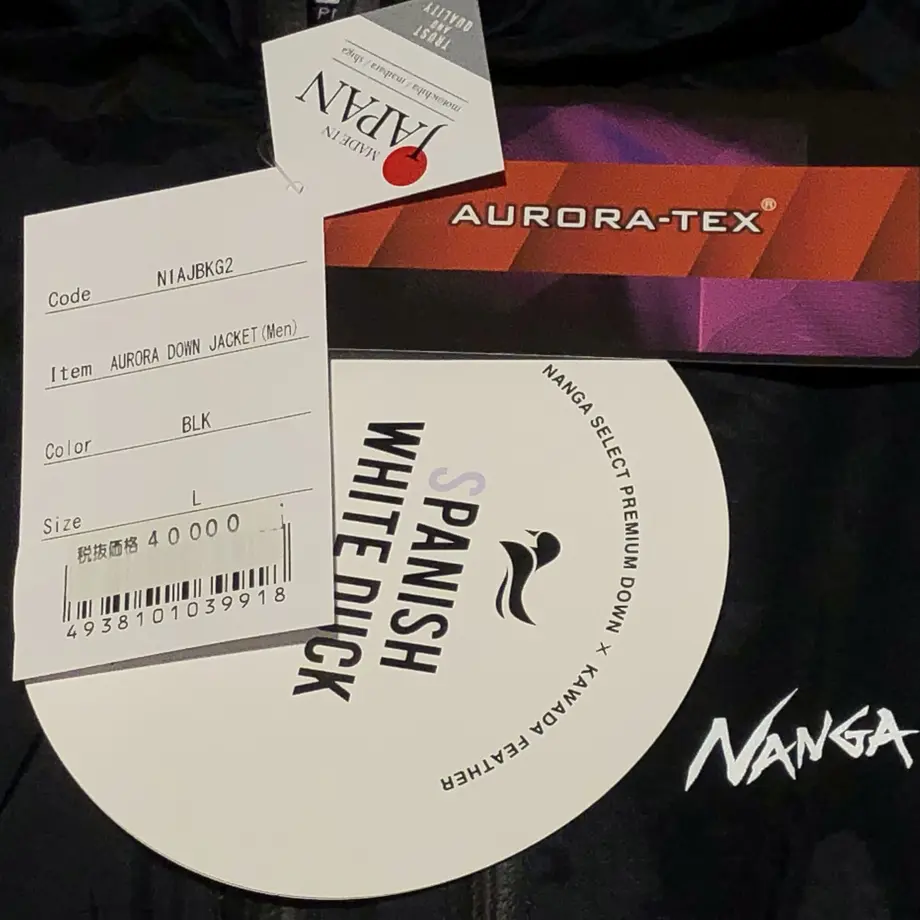 TRUST
AND
QUALITY
MADE IN
JAPAN
AURORA-TEX®
Code N1AJBKG2
Item AURORA DOWN JACKET(Men)
Color BLK
Size L
税抜価格 40000
4938101039918
SPANISH
WHITE DUCK
NANGA SELECT PREMIUM DOWN × KAWADA FEATHER
NANGA